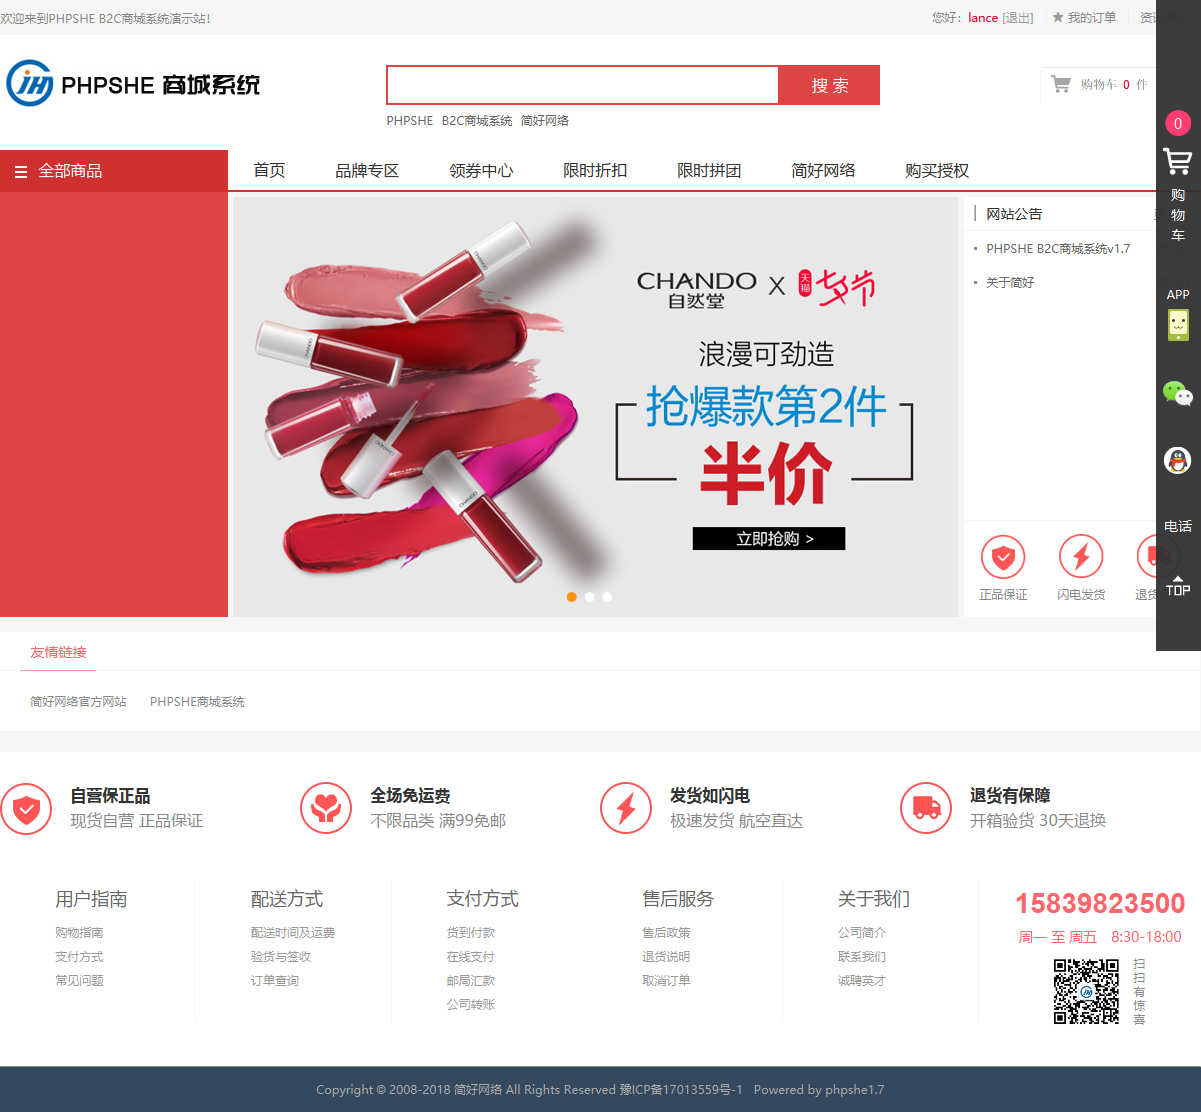 欢迎来到PHPSHE B2C商城系统演示站!
您好: lance [退出] 我的订单
JH PHPSHE 商城系统
搜 索
购物车 0 件
PHPSHE B2C商城系统 简好网络
0
购
物
车
全部商品 首页 品牌专区 领券中心 限时折扣 限时拼团 简好网络 购买授权
网站公告
PHPSHE B2C商城系统v1.7
关于简好
APP
CHANDO
CHANDO
CHANDO
CHANDO
CHANDO X 天猫 七夕节
自然堂
浪漫可劲造
抢爆款第2件
半价
立即抢购 >
电话
TOP
正品保证 闪电发货
友情链接
简好网络官方网站 PHPSHE商城系统
自营保正品
现货自营 正品保证
全场免运费
不限品类 满99免邮
发货如闪电
极速发货 航空直达
退货有保障
开箱验货 30天退换
用户指南
购物指南
支付方式
常见问题
配送方式
配送时间及运费
验货与签收
订单查询
支付方式
货到付款
在线支付
邮局汇款
公司转账
售后服务
售后政策
退货说明
取消订单
关于我们
公司简介
联系我们
诚聘英才
15839823500
周一 至 周五 8:30-18:00
扫
扫
有
惊
喜
Copyright © 2008-2018 简好网络 All Rights Reserved 豫ICP备17013559号-1 Powered by phpshe1.7